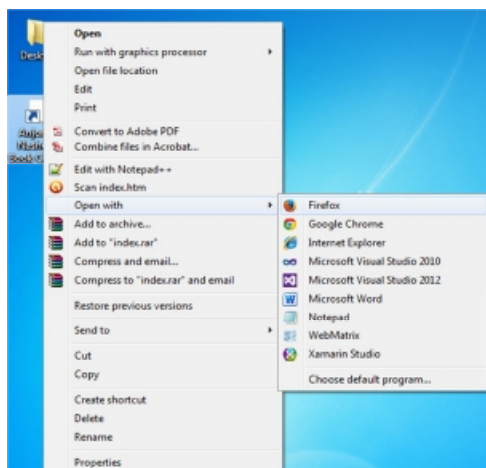 Open
Run with graphics processor
Open file location
Edit
Print
Convert to Adobe PDF
Combine files in Acrobat...
Edit with Notepad++
Scan index.htm
Open with
Add to archive...
Add to "index.rar"
Compress and email...
Compress to "index.rar" and email
Restore previous versions
Send to
Cut
Copy
Create shortcut
Delete
Rename
Properties
Firefox
Google Chrome
Internet Explorer
Microsoft Visual Studio 2010
Microsoft Visual Studio 2012
Microsoft Word
Notepad
WebMatrix
Xamarin Studio
Choose default program...